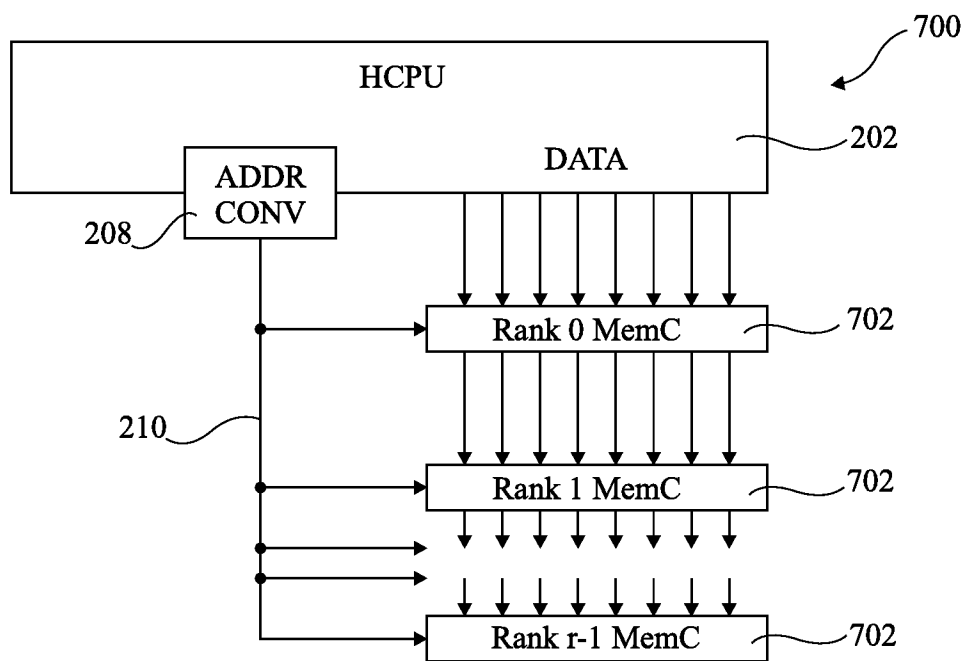 700
HCPU
202
DATA
ADDR
CONV
208
Rank 0 MemC
702
210
Rank 1 MemC
702
Rank r-1 MemC
702